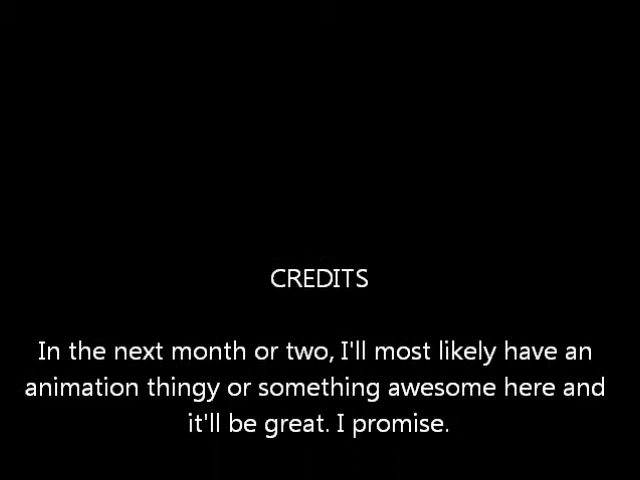 CREDITS
In the next month or two, I'll most likely have an
animation thingy or something awesome here and
it'll be great. I promise.